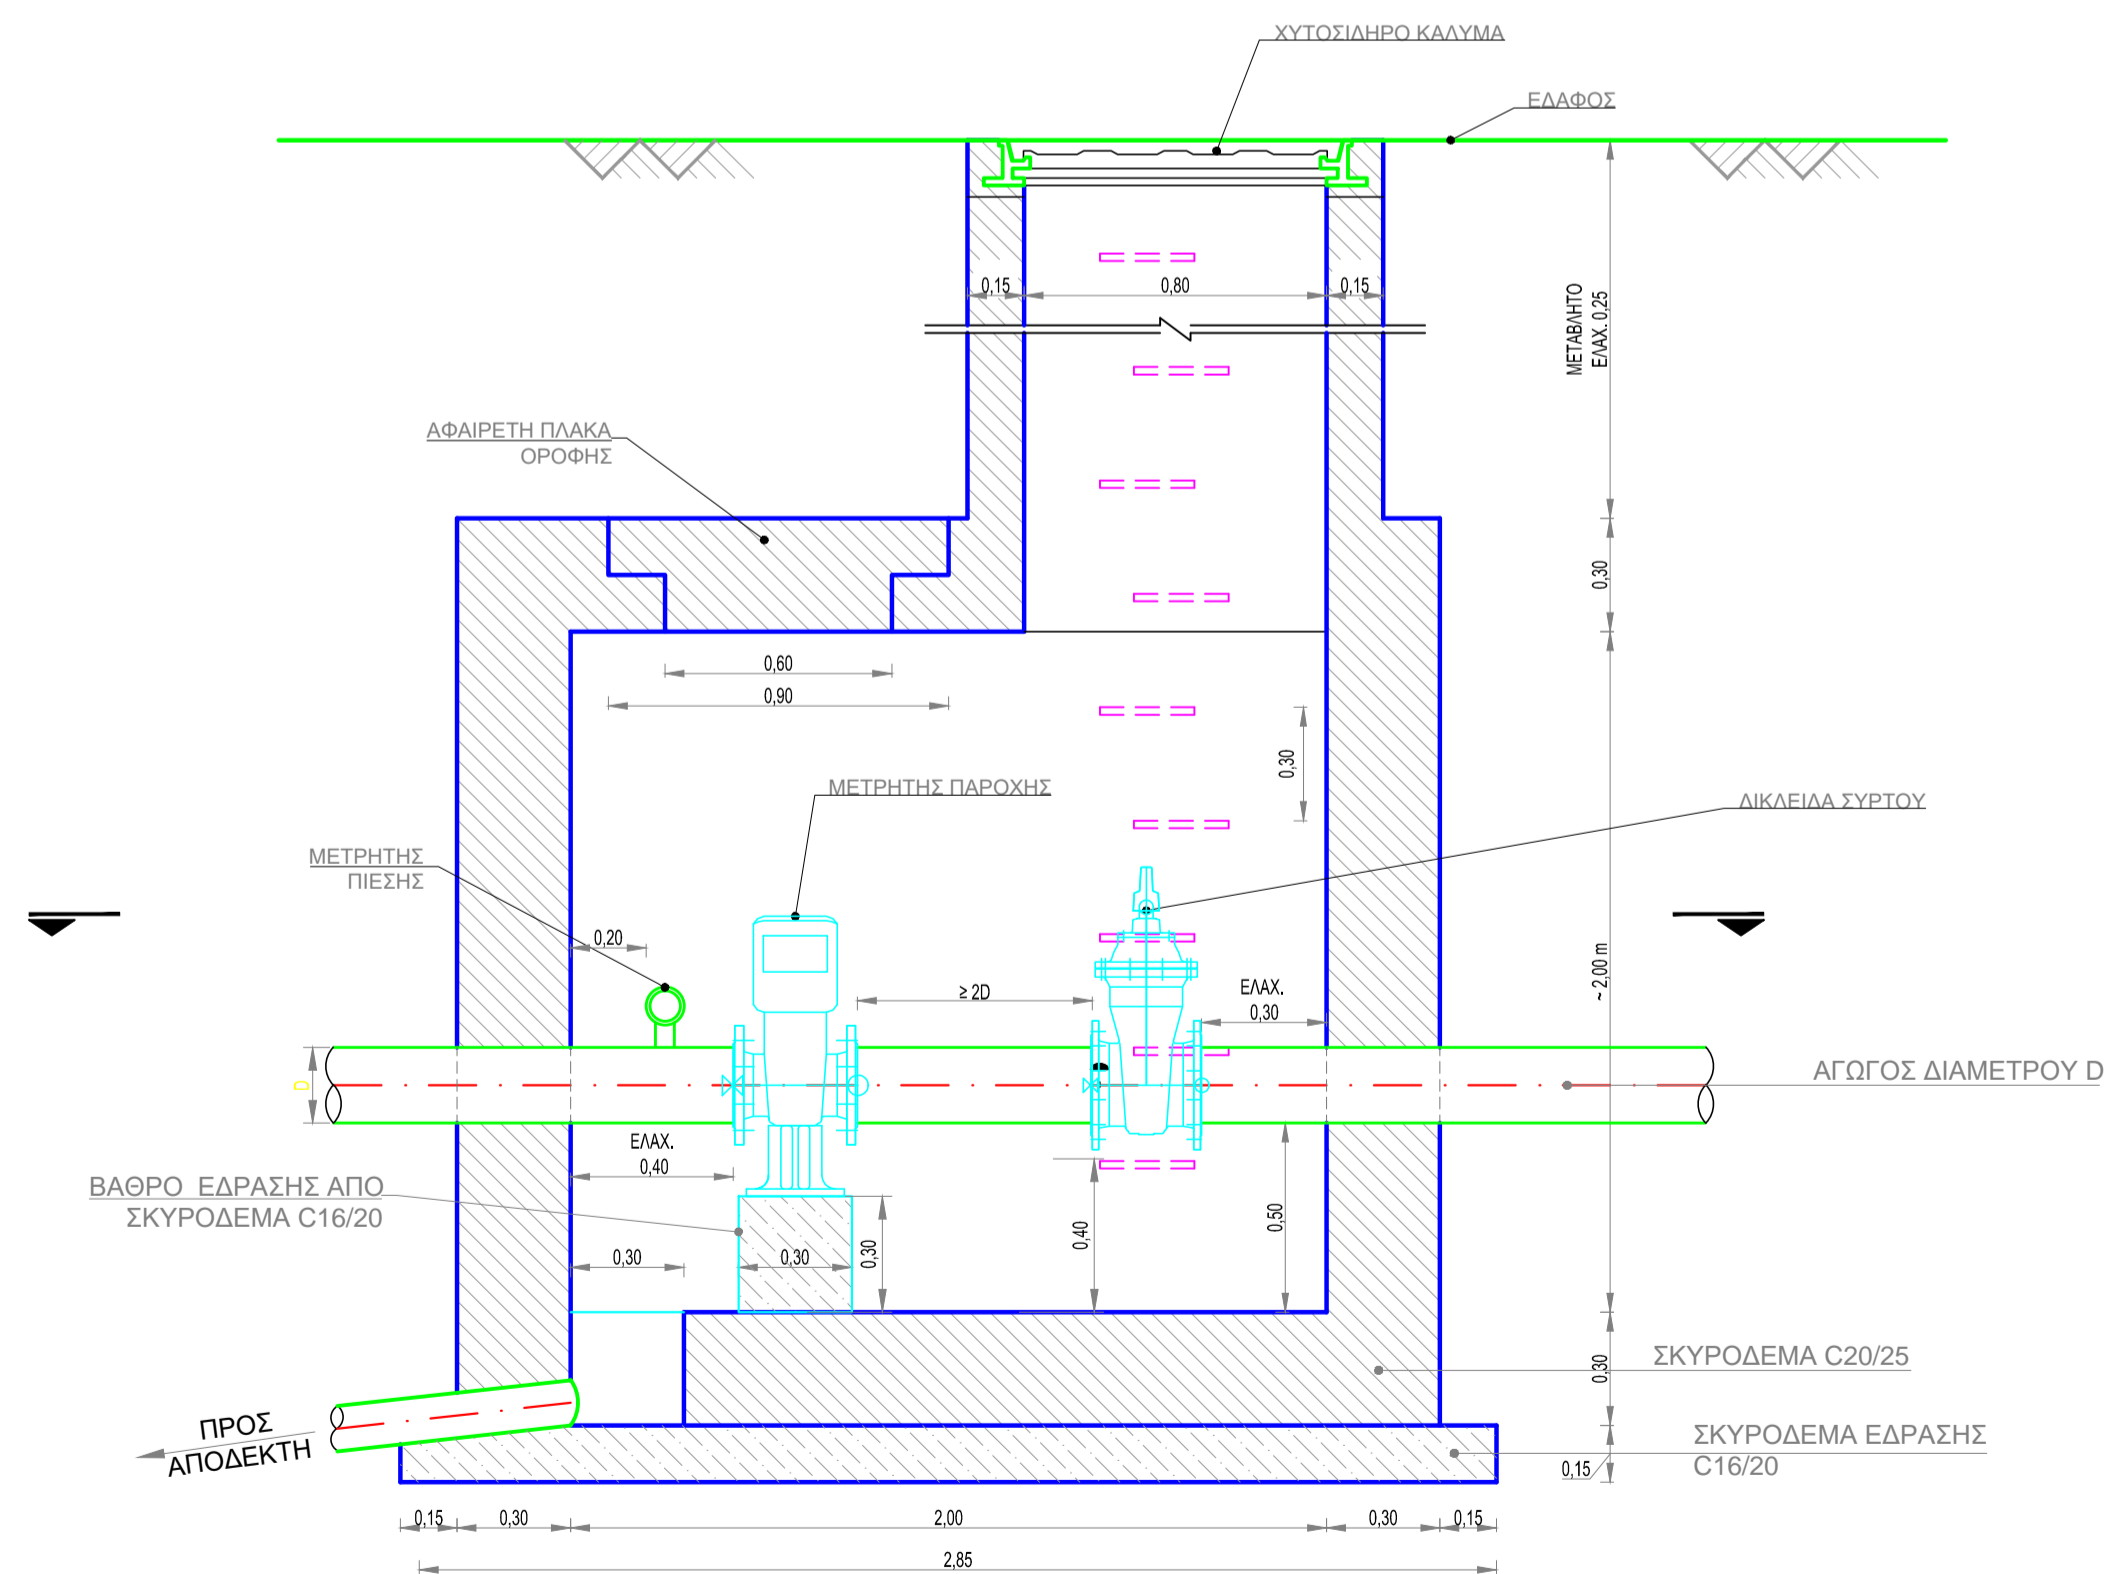 ΧΥΤΟΣΙΔΗΡΟ ΚΑΛΥΜΑ
ΕΔΑΦΟΣ
0,15
0,80
0,15
ΜΕΤΑΒΛΗΤΟ
ΕΛΑΧ. 0,25
ΑΦΑΙΡΕΤΗ ΠΛΑΚΑ
ΟΡΟΦΗΣ
0,30
0,60
0,90
0,30
ΜΕΤΡΗΤΗΣ ΠΑΡΟΧΗΣ
ΔΙΚΛΕΙΔΑ ΣΥΡΤΟΥ
ΜΕΤΡΗΤΗΣ
ΠΙΕΣΗΣ
0,20
~ 2,00 m
≥ 2D
ΕΛΑΧ.
0,30
D
ΑΓΩΓΟΣ ΔΙΑΜΕΤΡΟΥ D
ΕΛΑΧ.
0,40
ΒΑΘΡΟ ΕΔΡΑΣΗΣ ΑΠΟ
ΣΚΥΡΟΔΕΜΑ C16/20
0,30
0,30
0,30
0,40
0,50
ΣΚΥΡΟΔΕΜΑ C20/25
0,30
ΠΡΟΣ
ΑΠΟΔΕΚΤΗ
ΣΚΥΡΟΔΕΜΑ ΕΔΡΑΣΗΣ
C16/20
0,15
0,15
0,30
2,00
0,30
0,15
2,85